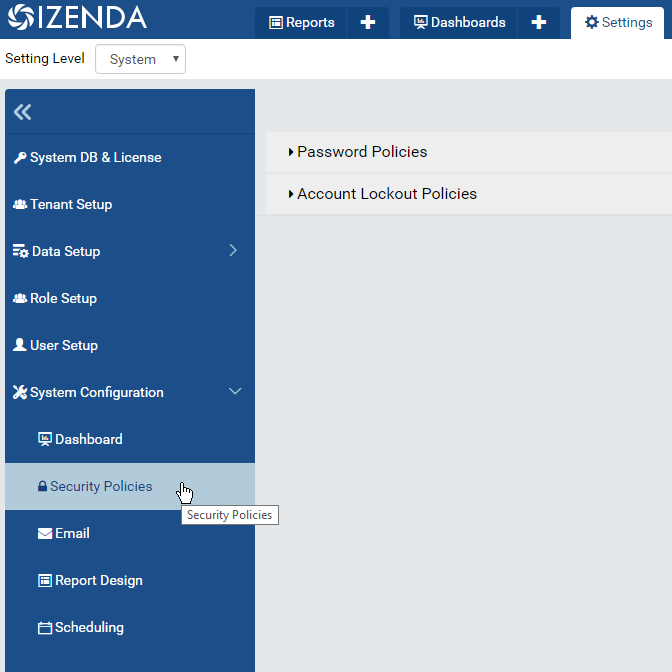 IZENDA
Reports
Dashboards
Settings
Setting Level
System
System DB & License
Tenant Setup
Data Setup
Role Setup
User Setup
System Configuration
Dashboard
Security Policies
Security Policies
Email
Report Design
Scheduling
Password Policies
Account Lockout Policies